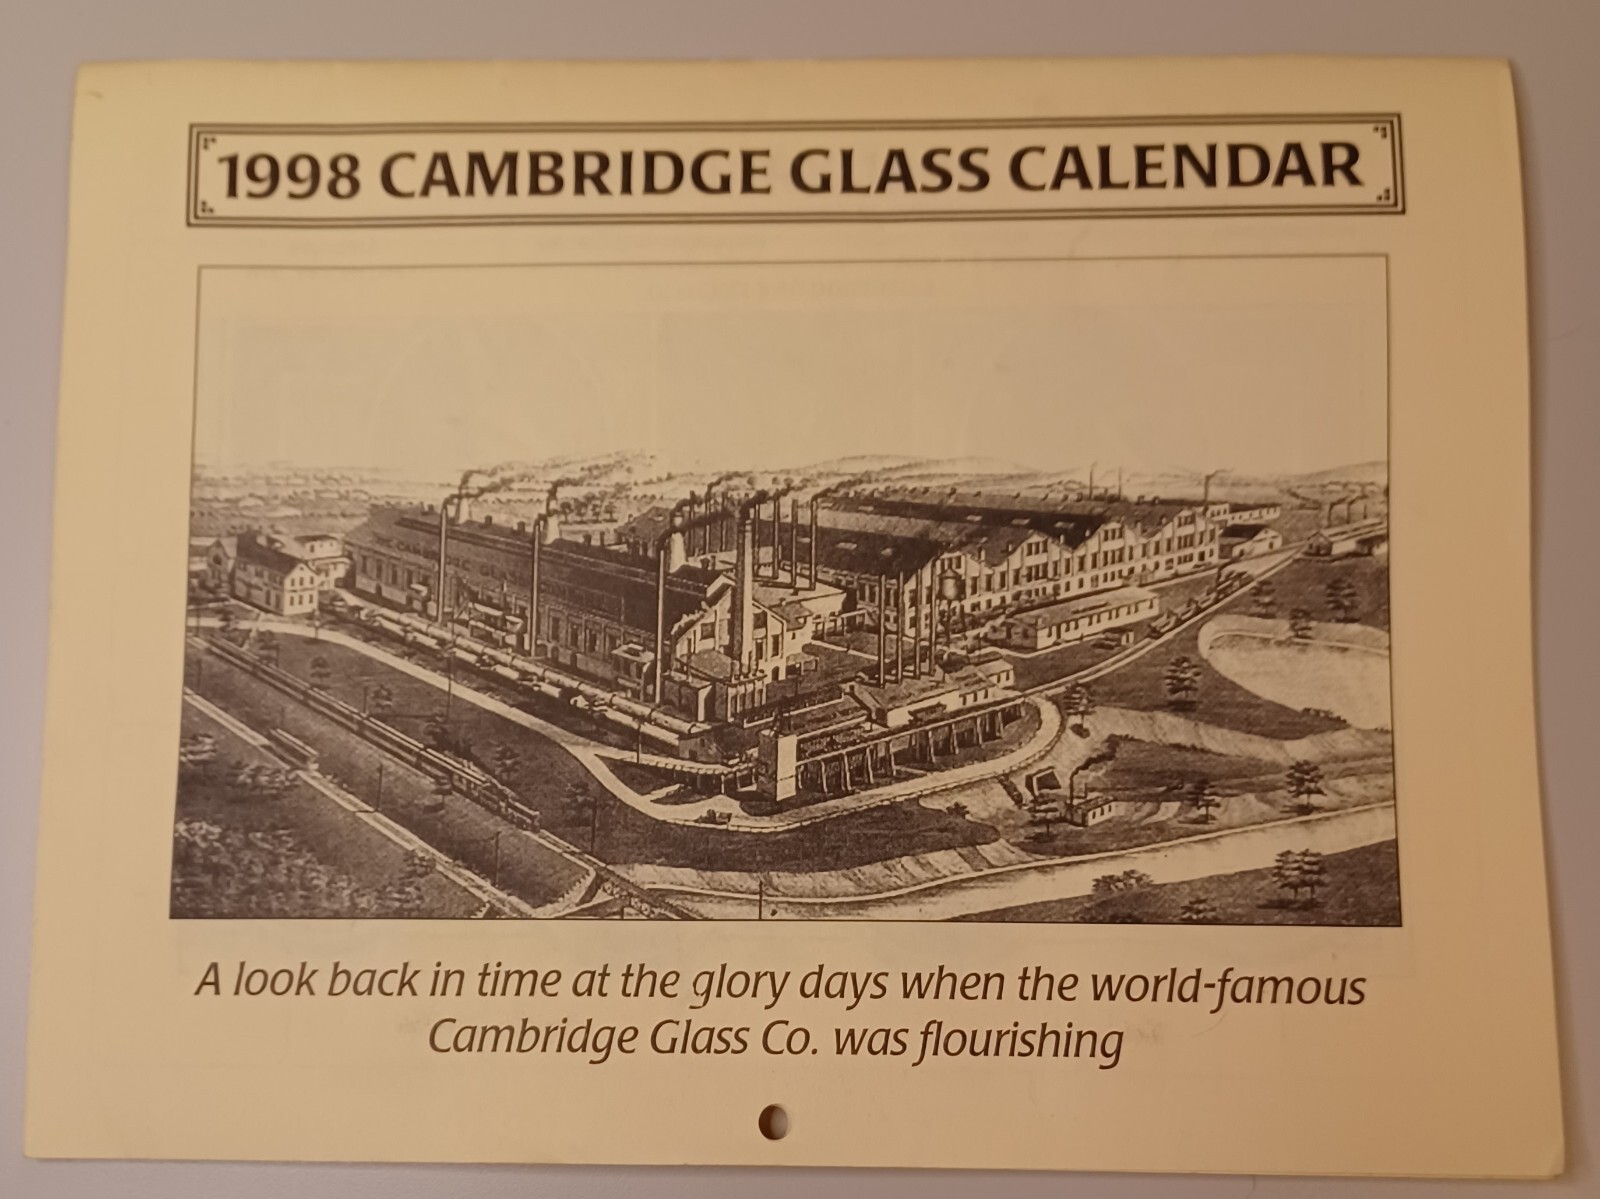 1998 CAMBRIDGE GLASS CALENDAR
A look back in time at the glory days when the world-famous
Cambridge Glass Co. was flourishing